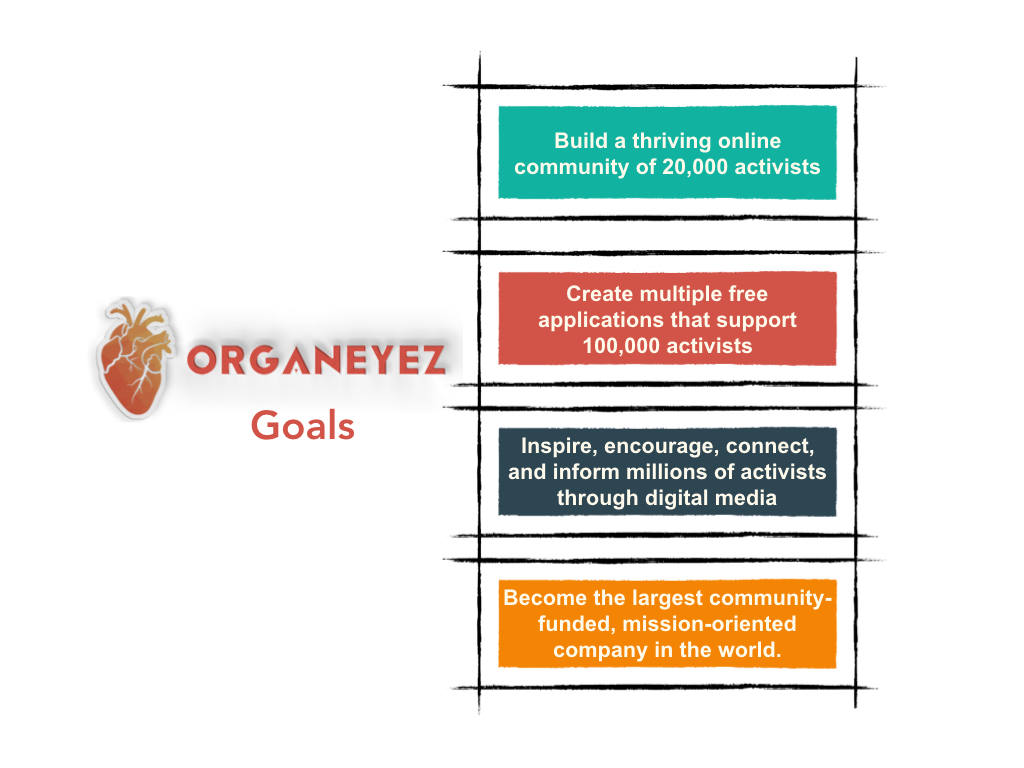 ORGANEYEZ
Goals
Build a thriving online
community of 20,000 activists
Create multiple free
applications that support
100,000 activists
Inspire, encourage, connect,
and inform millions of activists
through digital media
Become the largest community-
funded, mission-oriented
company in the world.